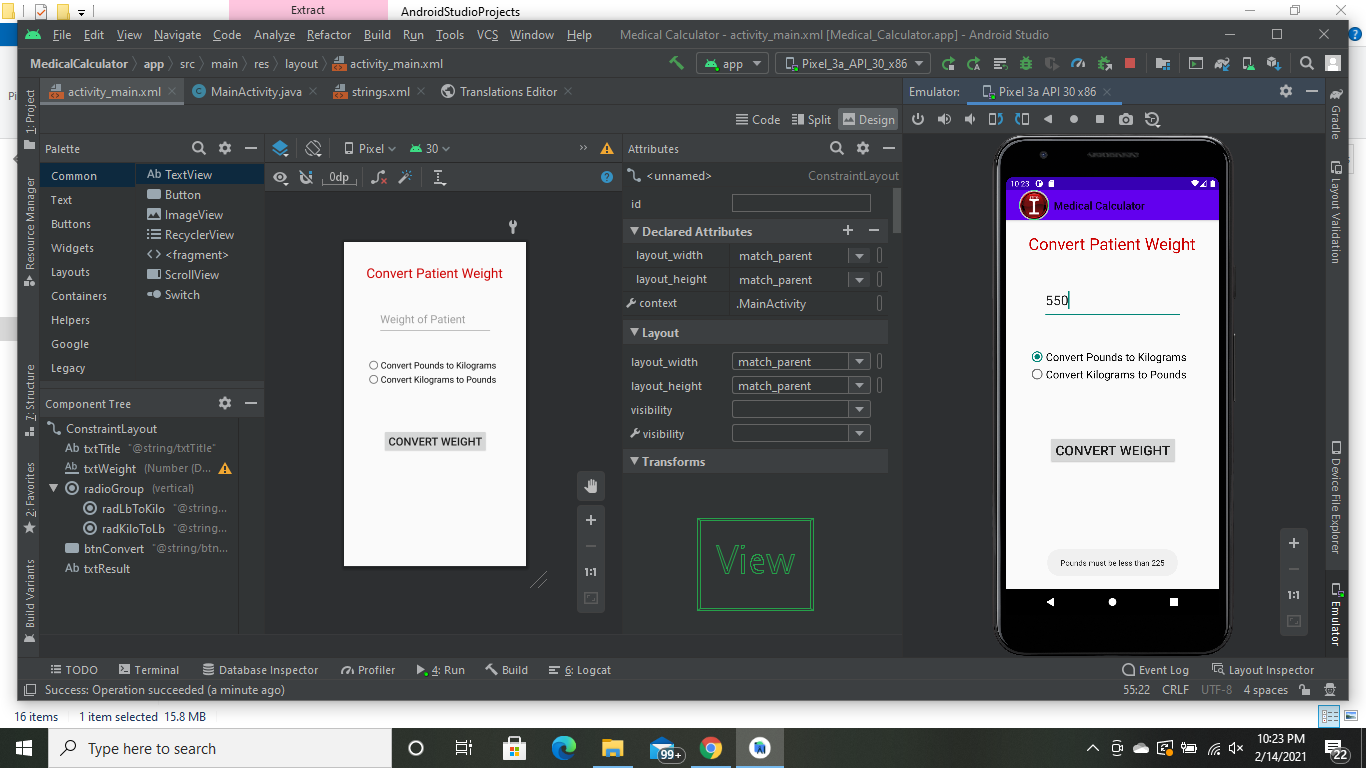 Extract
AndroidStudioProjects
File Edit View Navigate Code Analyze Refactor Build Run Tools VCS Window Help Medical Calculator - activity_main.xml [Medical_Calculator.app] - Android Studio
MedicalCalculator app src main res layout activity_main.xml app Pixel_3a_API_30_x86
activity_main.xml MainActivity.java strings.xml Translations Editor Emulator: Pixel 3a API 30 x86
Code Split Design
Palette Pixel 30 Attributes
Common
Text
Buttons
Widgets
Layouts
Containers
Helpers
Google
Legacy
Ab TextView
Button
ImageView
RecyclerView
<fragment>
ScrollView
Switch
0dp
Component Tree
ConstraintLayout
Ab txtTitle "@string/txtTitle"
Ab txtWeight (Number (D...
radioGroup (vertical)
radLbToKilo "@string...
radKiloToLb "@string...
btnConvert "@string/btn...
Ab txtResult
Convert Patient Weight
Weight of Patient
Convert Pounds to Kilograms
Convert Kilograms to Pounds
CONVERT WEIGHT
1:1
<unnamed> ConstraintLayout
id
Declared Attributes
layout_width match_parent
layout_height match_parent
context .MainActivity
Layout
layout_width match_parent
layout_height match_parent
visibility
visibility
Transforms
View
10:23
Medical Calculator
Convert Patient Weight
550
Convert Pounds to Kilograms
Convert Kilograms to Pounds
CONVERT WEIGHT
Pounds must be less than 225
1:1
1: Project
Resource Manager
7: Structure
2: Favorites
Build Variants
Gradle
Layout Validation
Device File Explorer
Emulator
TODO Terminal Database Inspector Profiler 4: Run Build 6: Logcat Event Log Layout Inspector
Success: Operation succeeded (a minute ago) 55:22 CRLF UTF-8 4 spaces
16 items 1 item selected 15.8 MB
Type here to search
99+
10:23 PM
2/14/2021
22